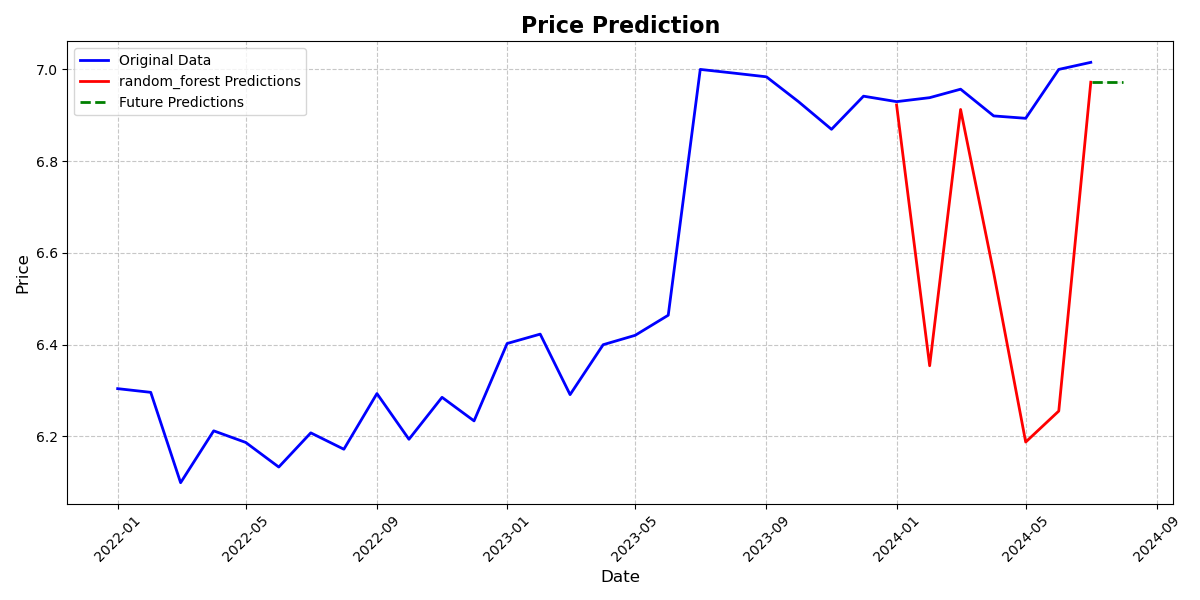 Price Prediction
Original Data
random_forest Predictions
Future Predictions
Price
7.0
6.8
6.6
6.4
6.2
2022-01
2022-05
2022-09
2023-01
2023-05
2023-09
2024-01
2024-05
2024-09
Date